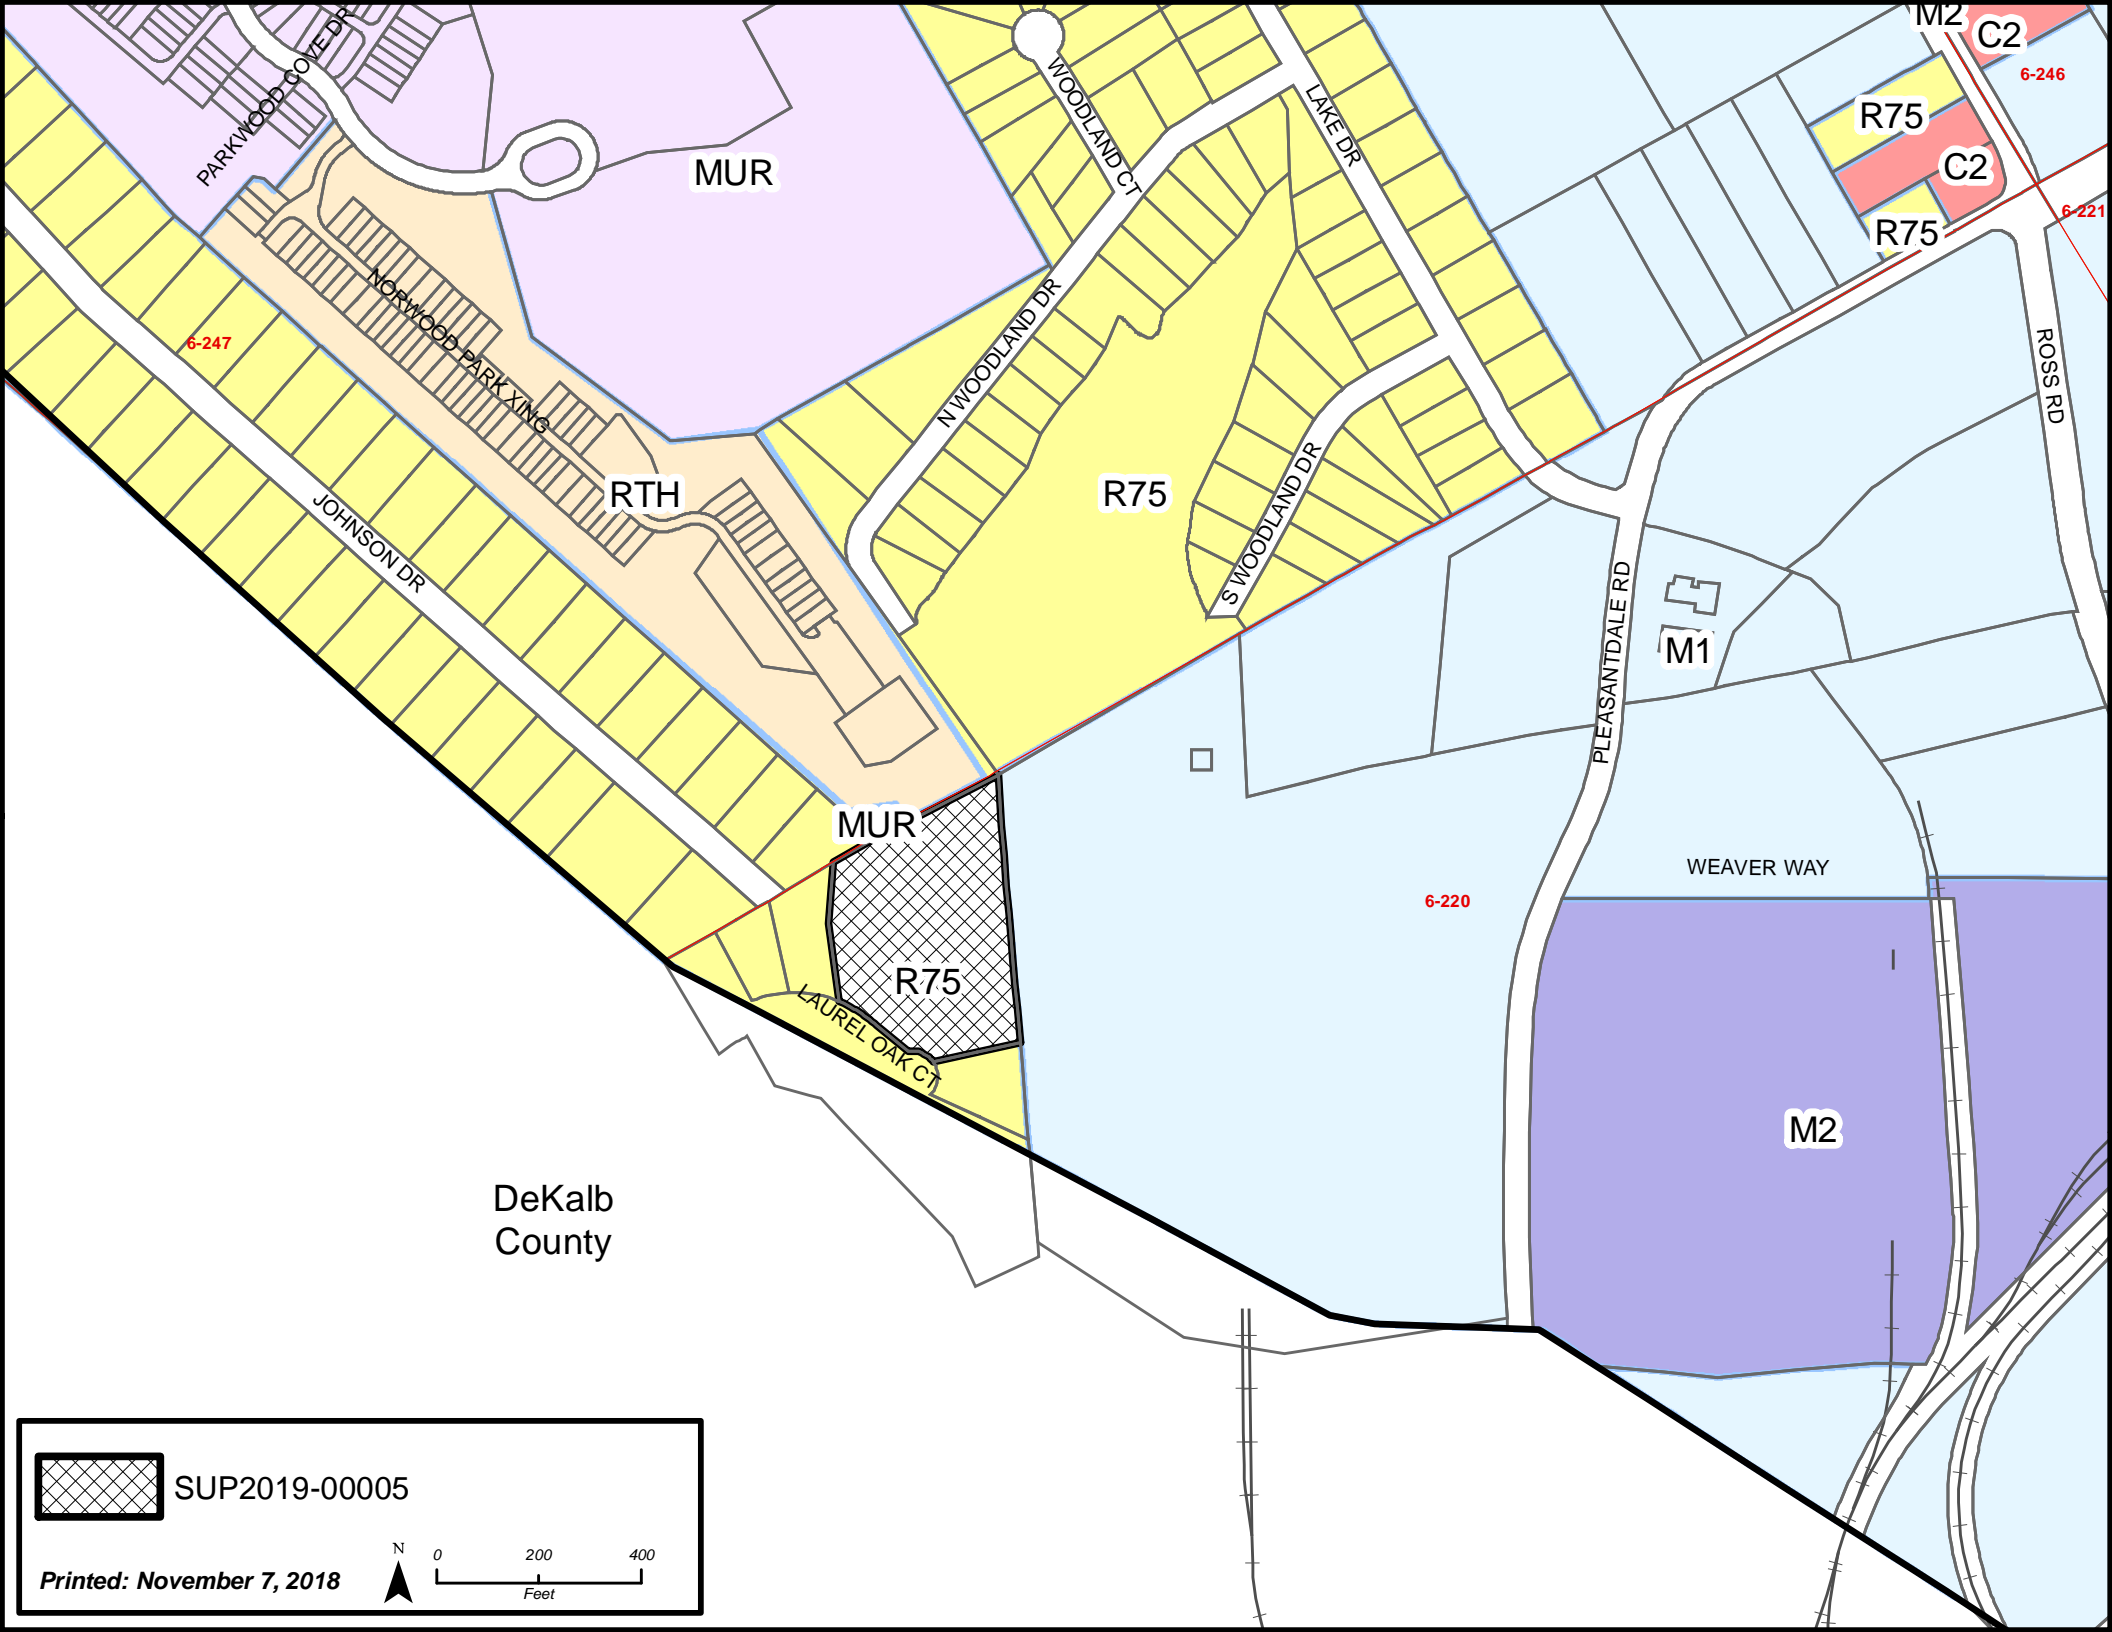 M2
C2
6-246
PARKWOOD COVE DR
WOODLAND CT
LAKE DR
R75
MUR
C2
6-221
R75
NORWOOD PARK XING
6-247
N WOODLAND DR
ROSS RD
RTH
R75
S WOODLAND DR
JOHNSON DR
PLEASANTDALE RD
M1
MUR
WEAVER WAY
6-220
R75
LAUREL OAK CT
M2
DeKalb
County
SUP2019-00005
N
0 200 400
Feet
Printed: November 7, 2018